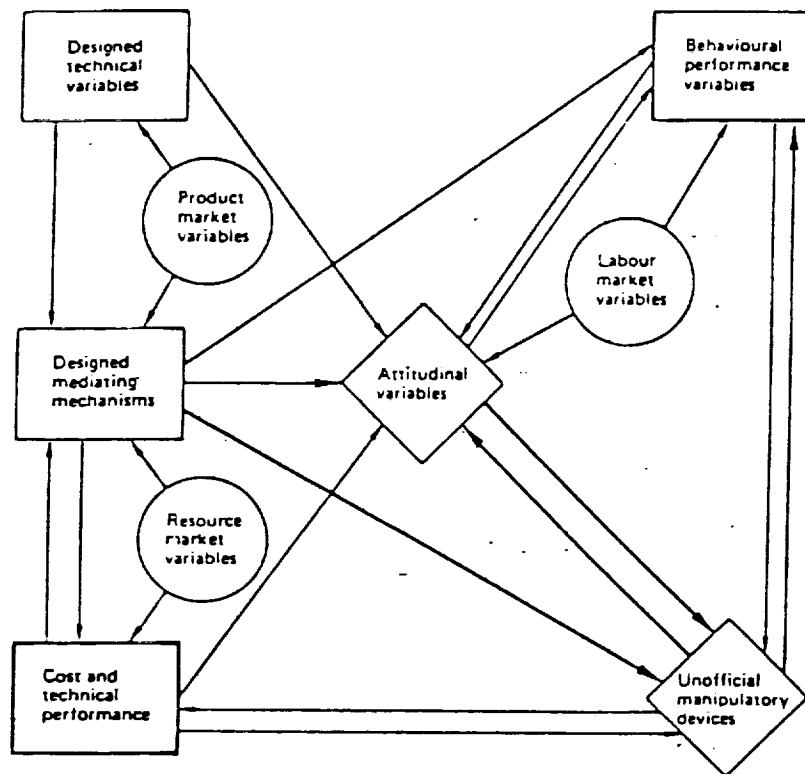 Designed
technical
variables
Behavioural
performance
variables
Product
market
variables
Labour
market
variables
Designed
mediating
mechanisms
Attitudinal
variables
Resource
market
variables
Cost and
technical
performance
Unofficial
manipulatory
devices